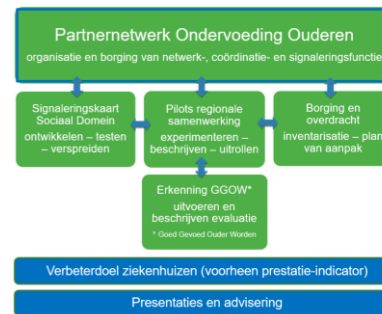 Partnernetwerk Ondervoeding Ouderen
organisatie en borging van netwerk-, coördinatie- en signaleringsfunctie
Signaleringskaart
Sociaal Domein
ontwikkelen – testen
– verspreiden
Pilots regionale
samenwerking
experimenteren –
beschrijven – uitrollen
Borging en
overdracht
inventarisatie – plan
van aanpak
Erkenning GGOW*
uitvoeren en
beschrijven evaluatie
* Goed Gevoed Ouder Worden
Verbeterdoel ziekenhuizen (voorheen prestatie-indicator)
Presentaties en advisering